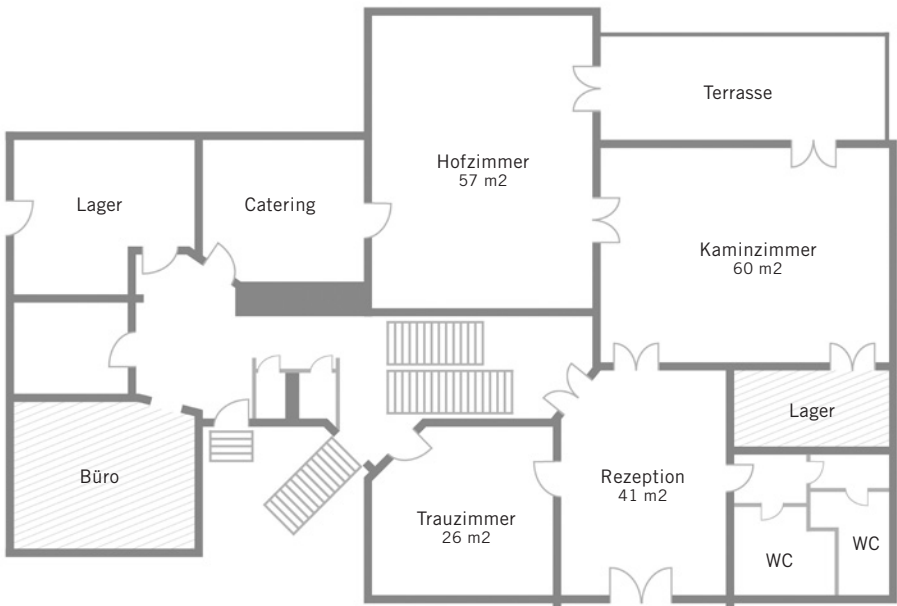 Terrasse
Hofzimmer
57 m2
Lager
Catering
Kaminzimmer
60 m2
Lager
Büro
Rezeption
41 m2
Trauzimmer
26 m2
WC
WC